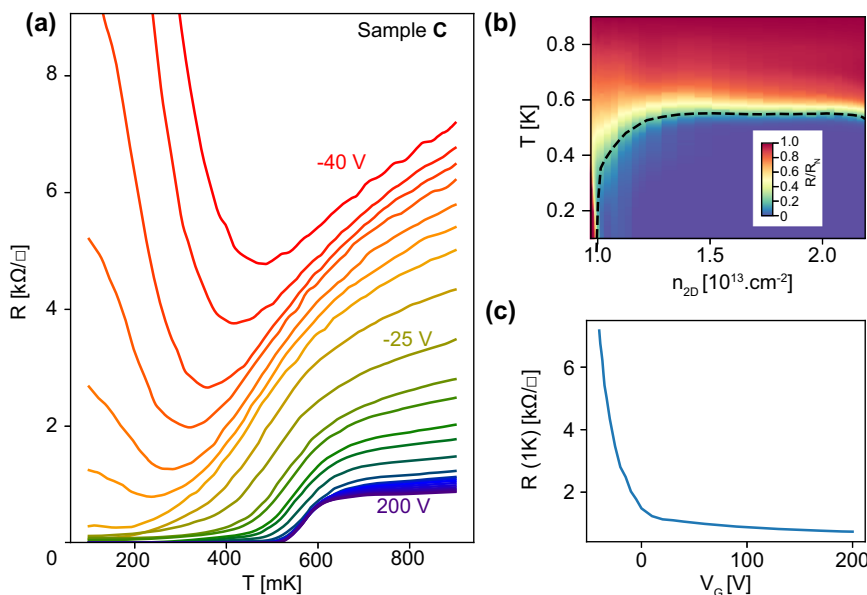 (a)
Sample C
R [kΩ/□]
8
6
4
2
0
-40 V
-25 V
200 V
200
400
600
800
T [mK]
(b)
T [K]
0.8
0.6
0.4
0.2
1.0
0.8
0.6
0.4
0.2
0
R/R_N
1.0
1.5
2.0
n_2D [10^13.cm^-2]
(c)
R (1K) [kΩ/□]
6
4
2
0
100
200
V_G [V]